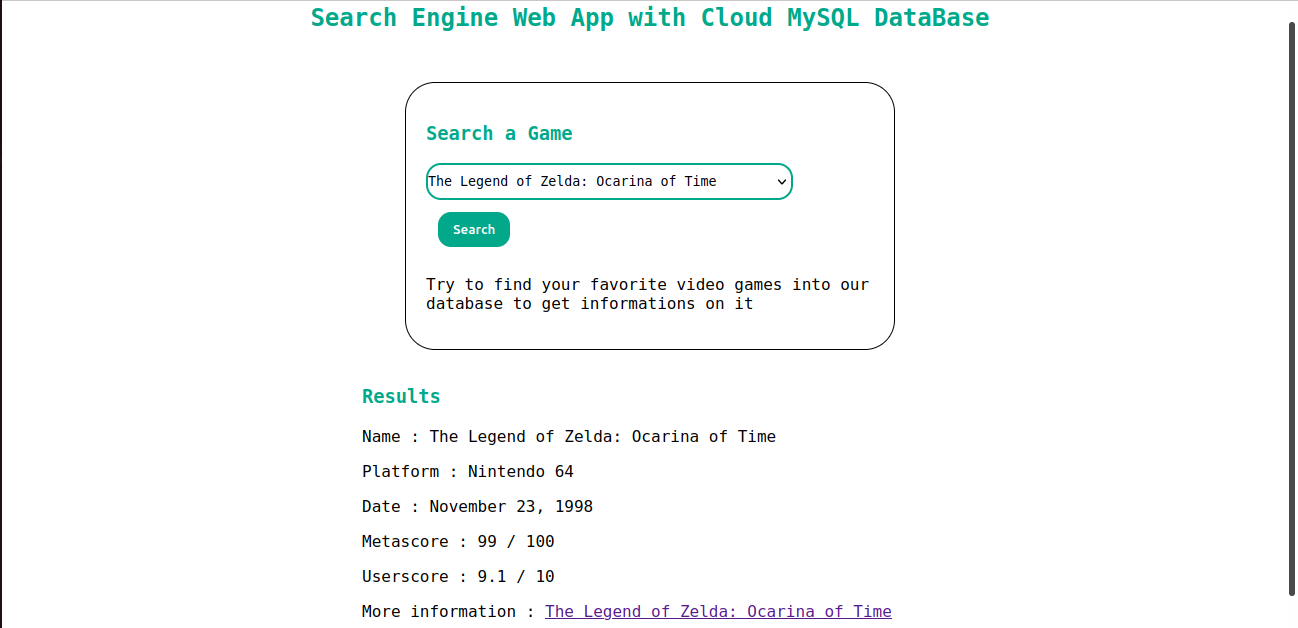 Search Engine Web App with Cloud MySQL DataBase
Search a Game
The Legend of Zelda: Ocarina of Time
Search
Try to find your favorite video games into our
database to get informations on it
Results
Name : The Legend of Zelda: Ocarina of Time
Platform : Nintendo 64
Date : November 23, 1998
Metascore : 99 / 100
Userscore : 9.1 / 10
More information : The Legend of Zelda: Ocarina of Time